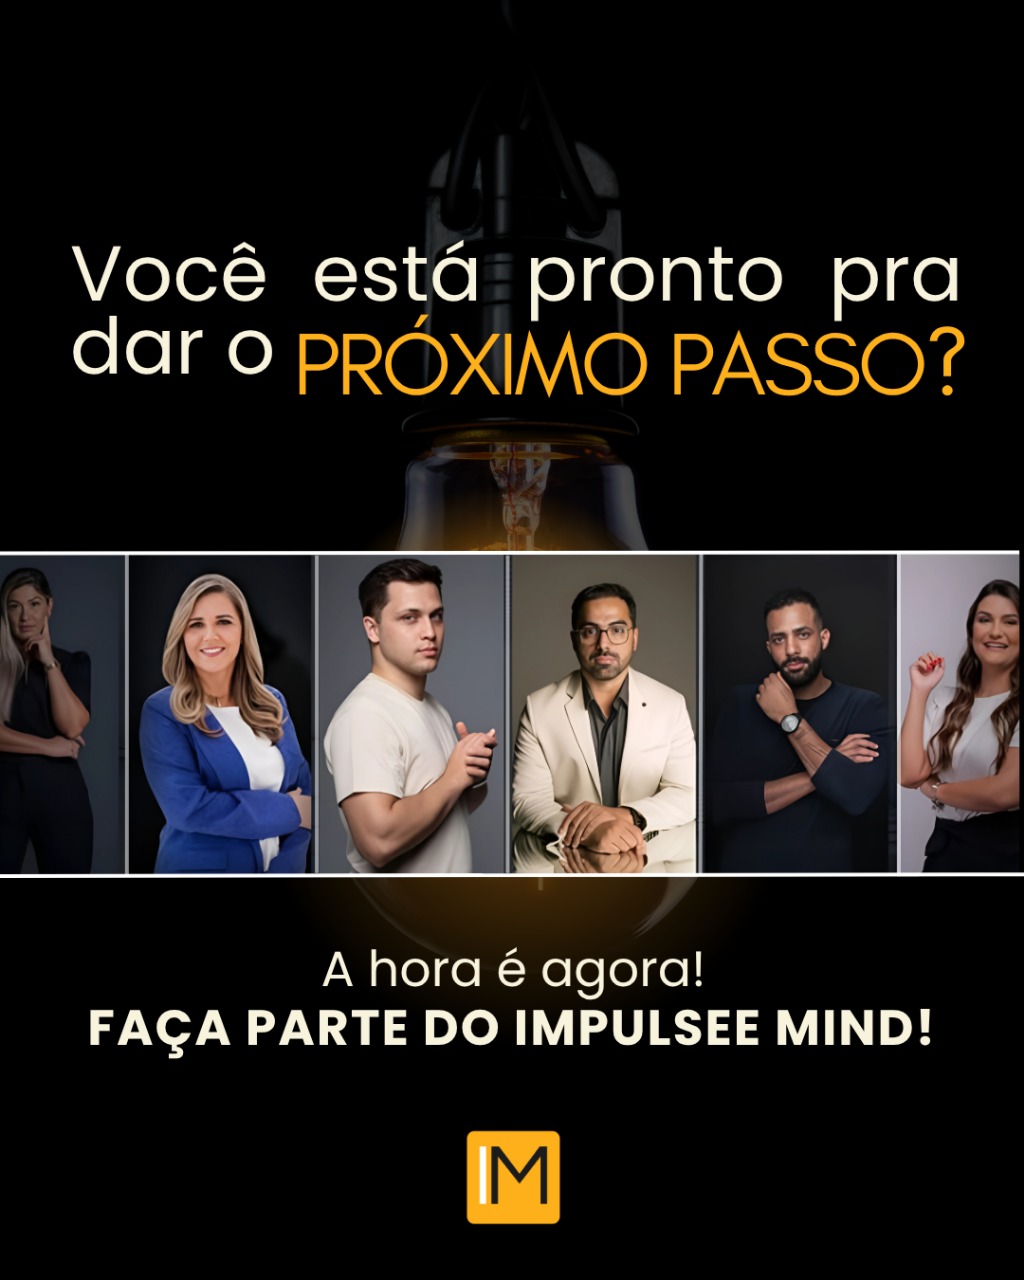 Você está pronto pra
dar o PRÓXIMO PASSO?
A hora é agora!
FAÇA PARTE DO IMPULSEE MIND!
IM